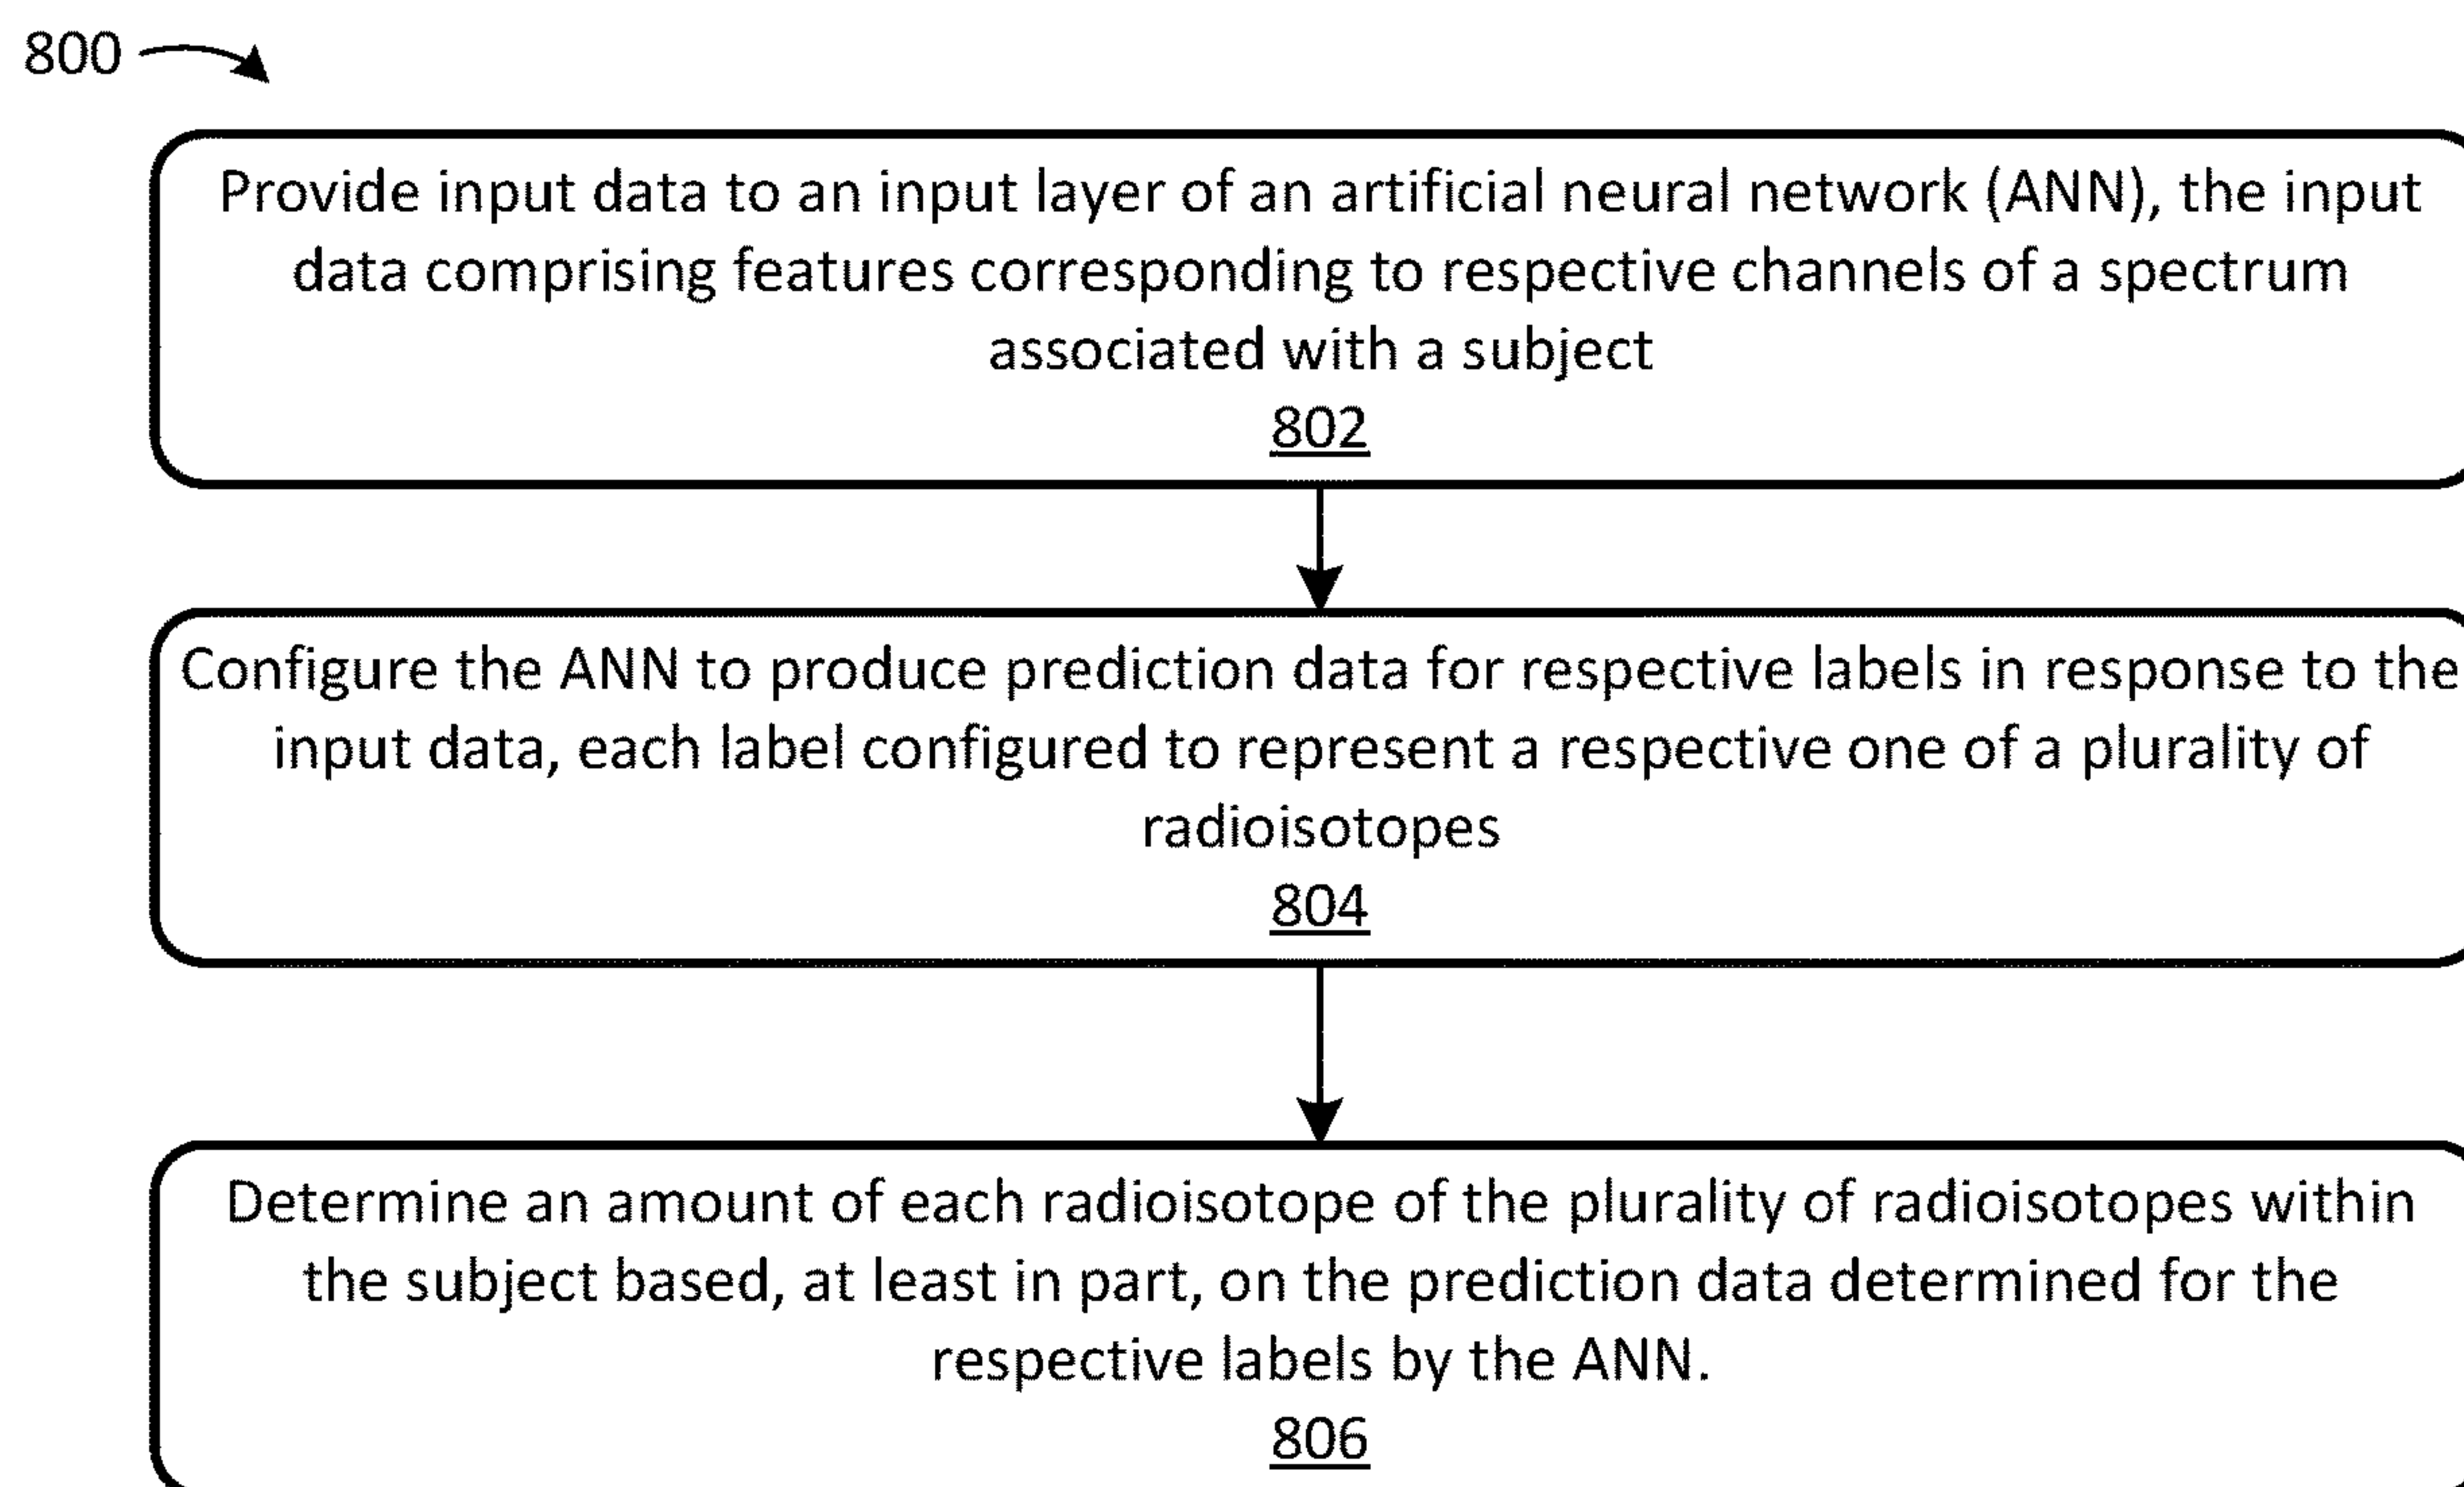 800
Provide input data to an input layer of an artificial neural network (ANN), the input
data comprising features corresponding to respective channels of a spectrum
associated with a subject
802
Configure the ANN to produce prediction data for respective labels in response to the
input data, each label configured to represent a respective one of a plurality of
radioisotopes
804
Determine an amount of each radioisotope of the plurality of radioisotopes within
the subject based, at least in part, on the prediction data determined for the
respective labels by the ANN.
806